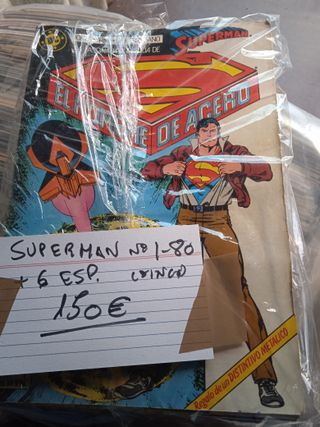 SUPERMAN
EL HOMBRE DE ACERO
SUPERMAN Nº 1-80
+ 6 ESP.
150€
Regalo de un DISTINTIVO METALICO